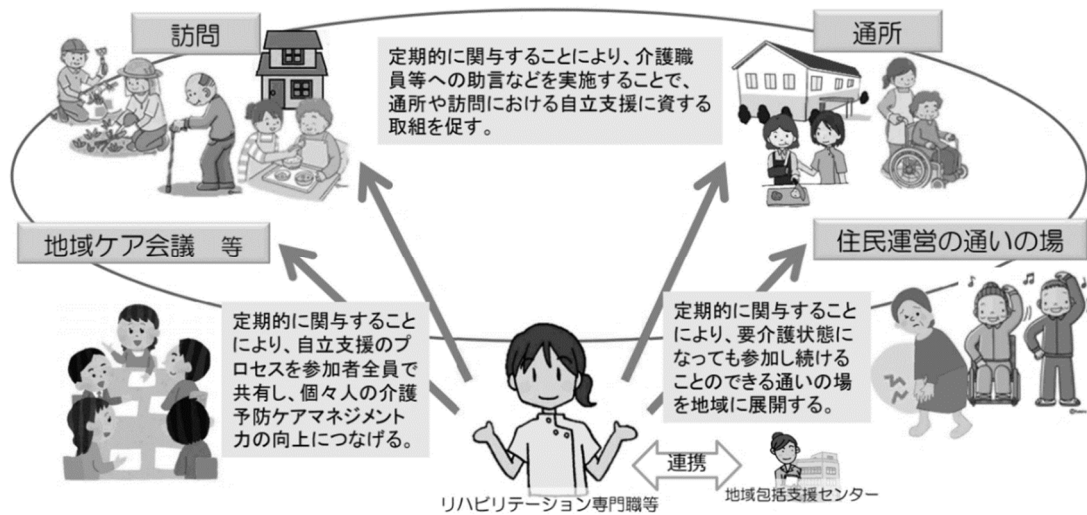 訪問
通所
定期的に関与することにより、介護職
員等への助言などを実施することで、
通所や訪問における自立支援に資する
取組を促す。
地域ケア会議　等
住民運営の通いの場
定期的に関与すること
により、自立支援のプ
ロセスを参加者全員で
共有し、個々人の介護
予防ケアマネジメント
力の向上につなげる。
定期的に関与すること
により、要介護状態に
なっても参加し続ける
ことのできる通いの場
を地域に展開する。
連携
リハビリテーション専門職等
地域包括支援センター